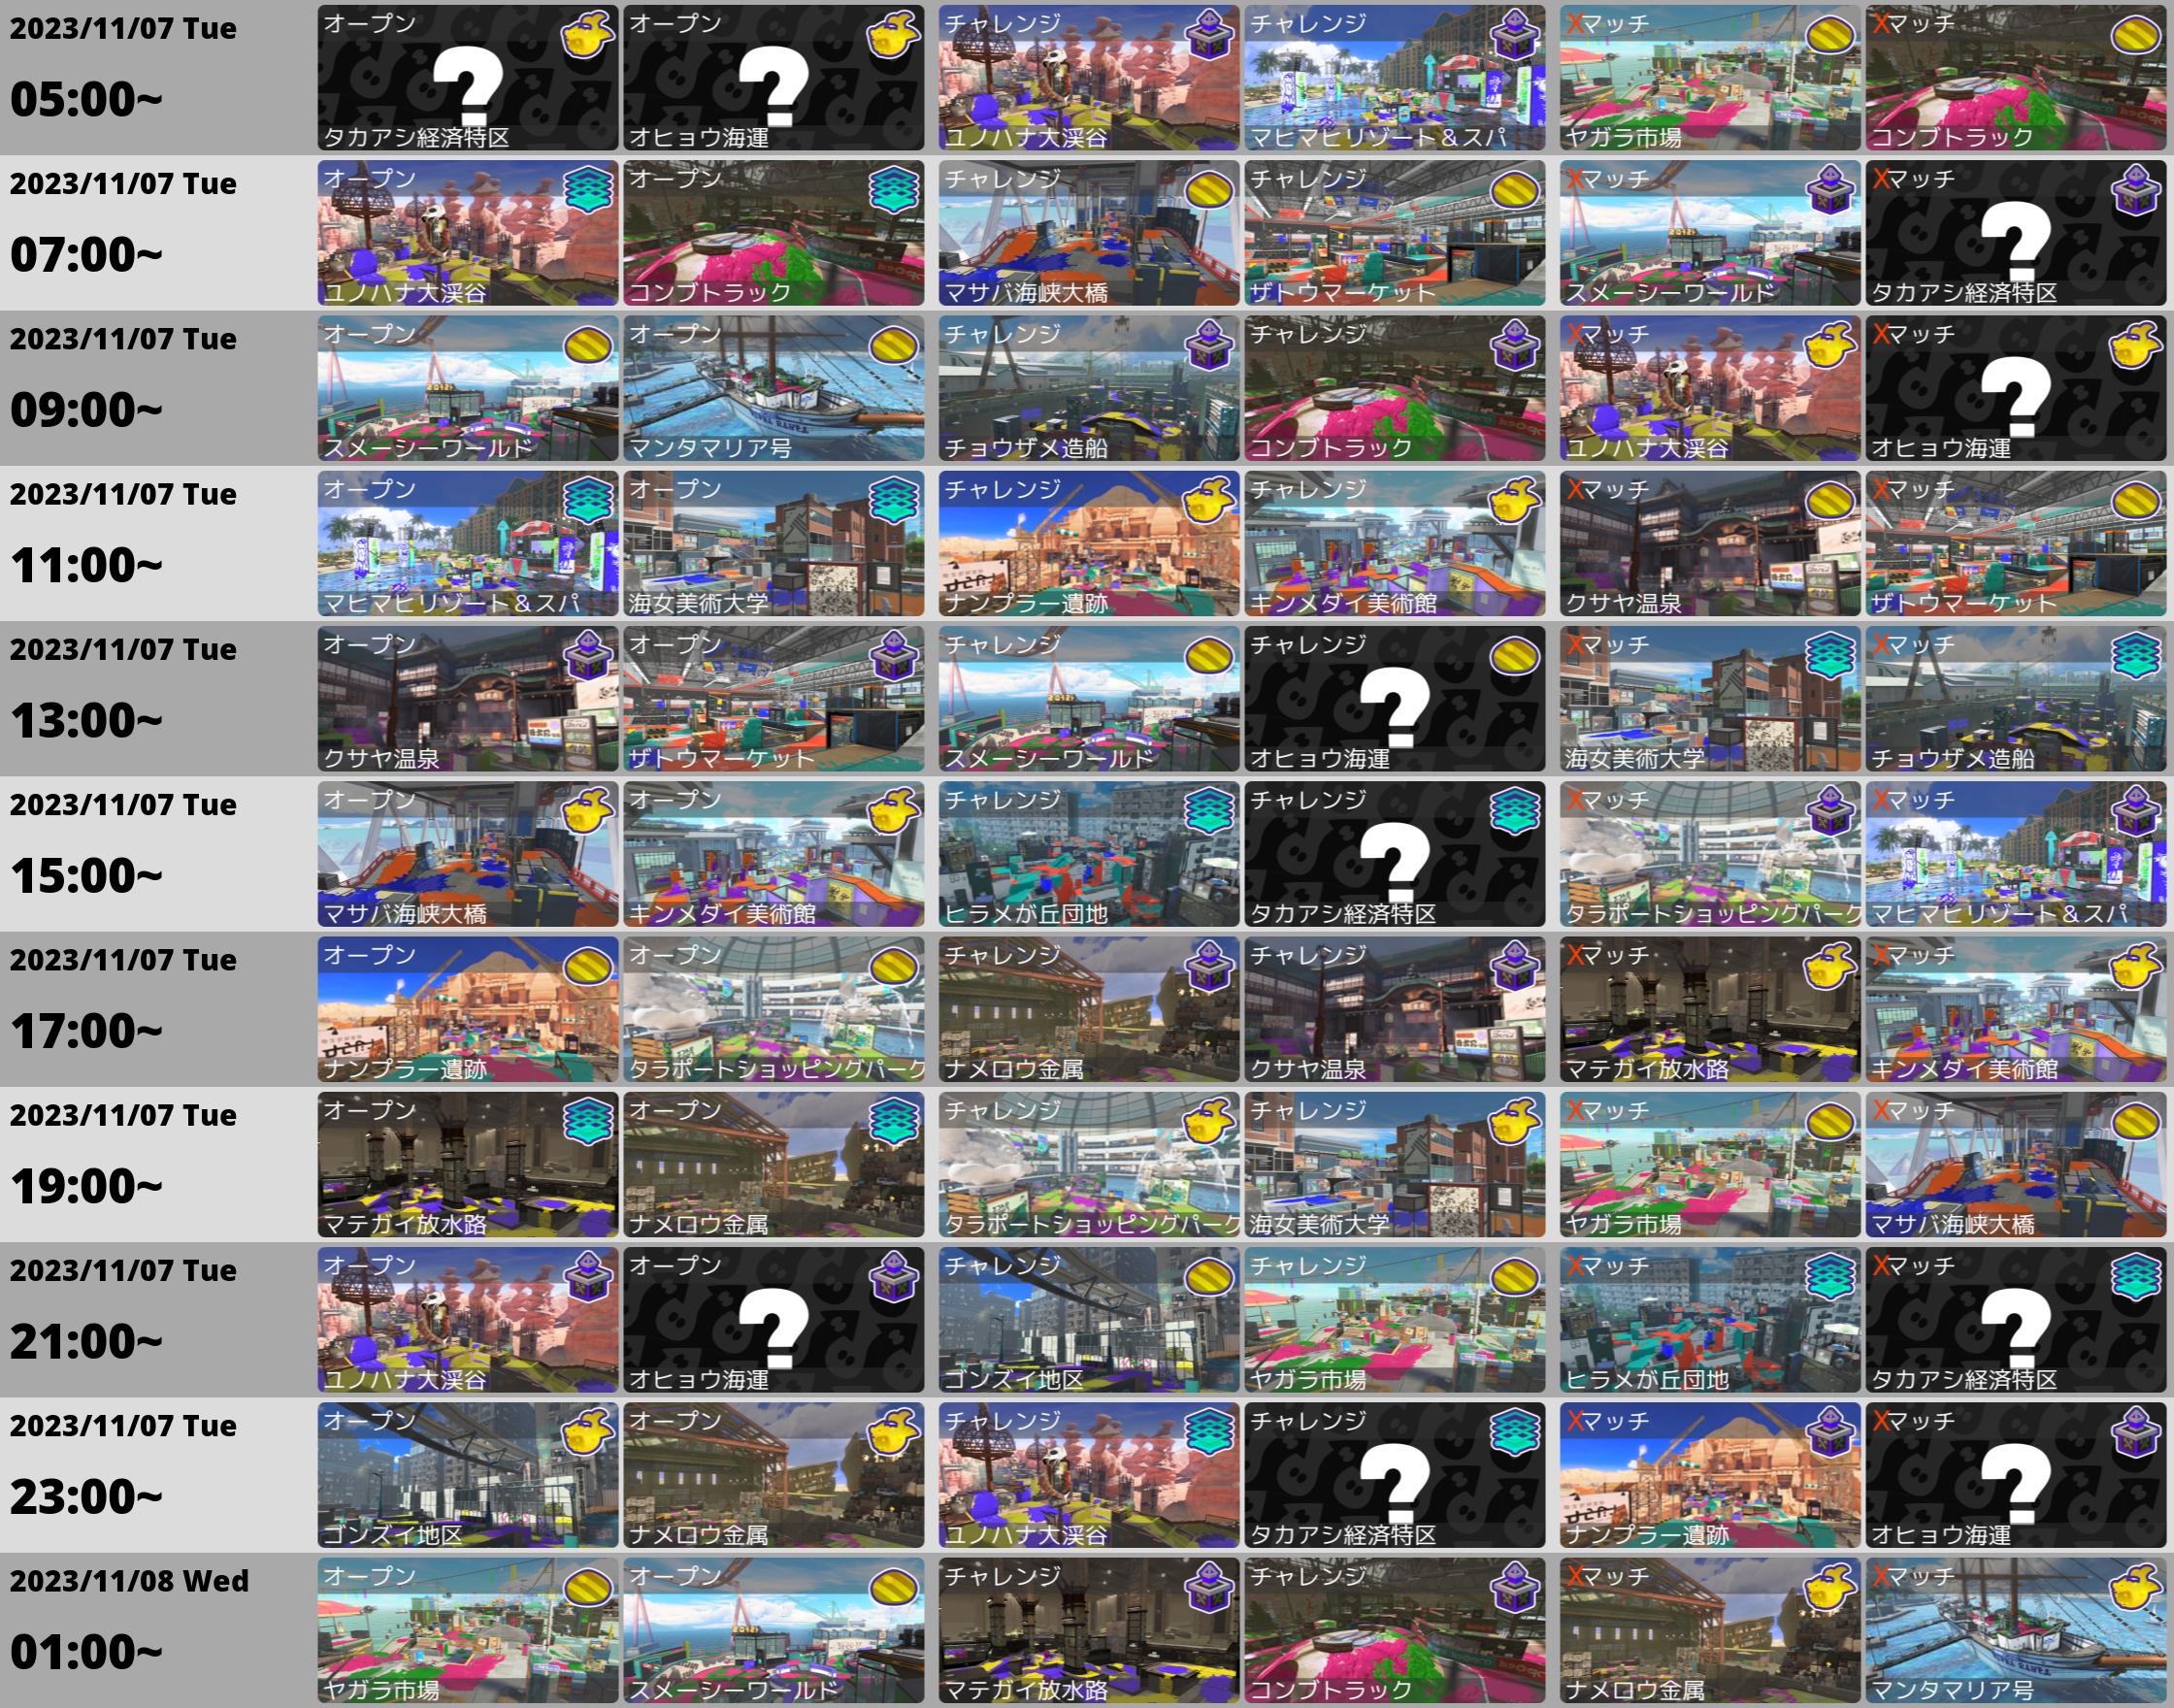 2023/11/07 Tue
05:00~
オープン
タカアシ経済特区
オープン
オヒョウ海運
チャレンジ
ユノハナ大渓谷
チャレンジ
マヒマヒリゾート＆スパ
Xマッチ
ヤガラ市場
Xマッチ
コンブトラック
2023/11/07 Tue
07:00~
オープン
ユノハナ大渓谷
オープン
コンブトラック
チャレンジ
マサバ海峡大橋
チャレンジ
ザトウマーケット
Xマッチ
スメーシーワールド
Xマッチ
タカアシ経済特区
2023/11/07 Tue
09:00~
オープン
スメーシーワールド
オープン
マンタマリア号
チャレンジ
チョウザメ造船
チャレンジ
コンブトラック
Xマッチ
ユノハナ大渓谷
Xマッチ
オヒョウ海運
2023/11/07 Tue
11:00~
オープン
マヒマヒリゾート＆スパ
オープン
海女美術大学
チャレンジ
ナンプラー遺跡
チャレンジ
キンメダイ美術館
Xマッチ
クサヤ温泉
Xマッチ
ザトウマーケット
2023/11/07 Tue
13:00~
オープン
クサヤ温泉
オープン
ザトウマーケット
チャレンジ
スメーシーワールド
チャレンジ
オヒョウ海運
Xマッチ
海女美術大学
Xマッチ
チョウザメ造船
2023/11/07 Tue
15:00~
オープン
マサバ海峡大橋
オープン
キンメダイ美術館
チャレンジ
ヒラメが丘団地
チャレンジ
タカアシ経済特区
Xマッチ
タラポートショッピングパーク
Xマッチ
マヒマヒリゾート＆スパ
2023/11/07 Tue
17:00~
オープン
ナンプラー遺跡
オープン
タラポートショッピングパーク
チャレンジ
ナメロウ金属
チャレンジ
クサヤ温泉
Xマッチ
マテガイ放水路
Xマッチ
キンメダイ美術館
2023/11/07 Tue
19:00~
オープン
マテガイ放水路
オープン
ナメロウ金属
チャレンジ
タラポートショッピングパーク
チャレンジ
海女美術大学
Xマッチ
ヤガラ市場
Xマッチ
マサバ海峡大橋
2023/11/07 Tue
21:00~
オープン
ユノハナ大渓谷
オープン
オヒョウ海運
チャレンジ
ゴンズイ地区
チャレンジ
ヤガラ市場
Xマッチ
ヒラメが丘団地
Xマッチ
タカアシ経済特区
2023/11/07 Tue
23:00~
オープン
ゴンズイ地区
オープン
ナメロウ金属
チャレンジ
ユノハナ大渓谷
チャレンジ
タカアシ経済特区
Xマッチ
ナンプラー遺跡
Xマッチ
オヒョウ海運
2023/11/08 Wed
01:00~
オープン
ヤガラ市場
オープン
スメーシーワールド
チャレンジ
マテガイ放水路
チャレンジ
コンブトラック
Xマッチ
ナメロウ金属
Xマッチ
マンタマリア号